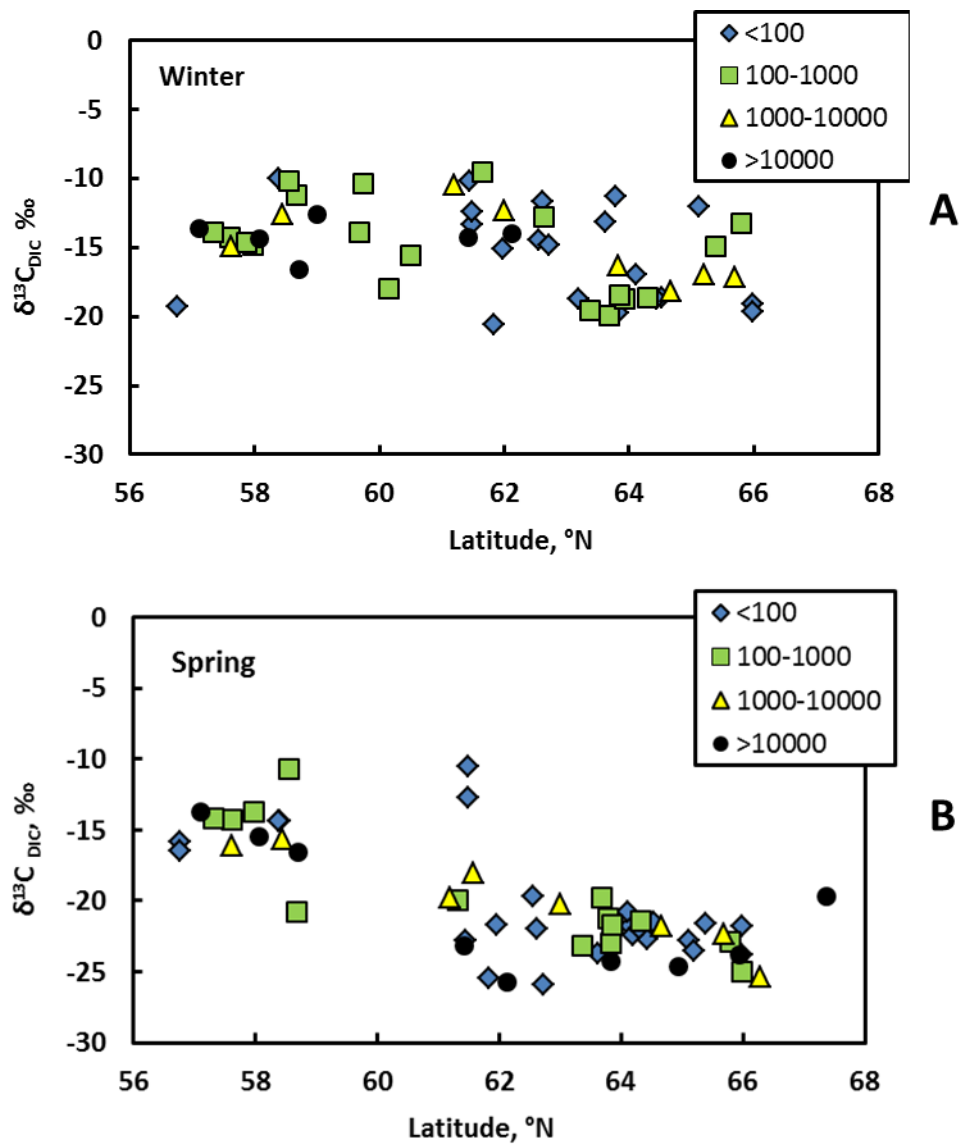 <100
100-1000
1000-10000
>10000
Winter
A
δ¹³C_DIC ‰
0
-5
-10
-15
-20
-25
-30
56 58 60 62 64 66 68
Latitude, °N
<100
100-1000
1000-10000
>10000
Spring
B
δ¹³C DIC, ‰
0
-5
-10
-15
-20
-25
-30
56 58 60 62 64 66 68
Latitude, °N